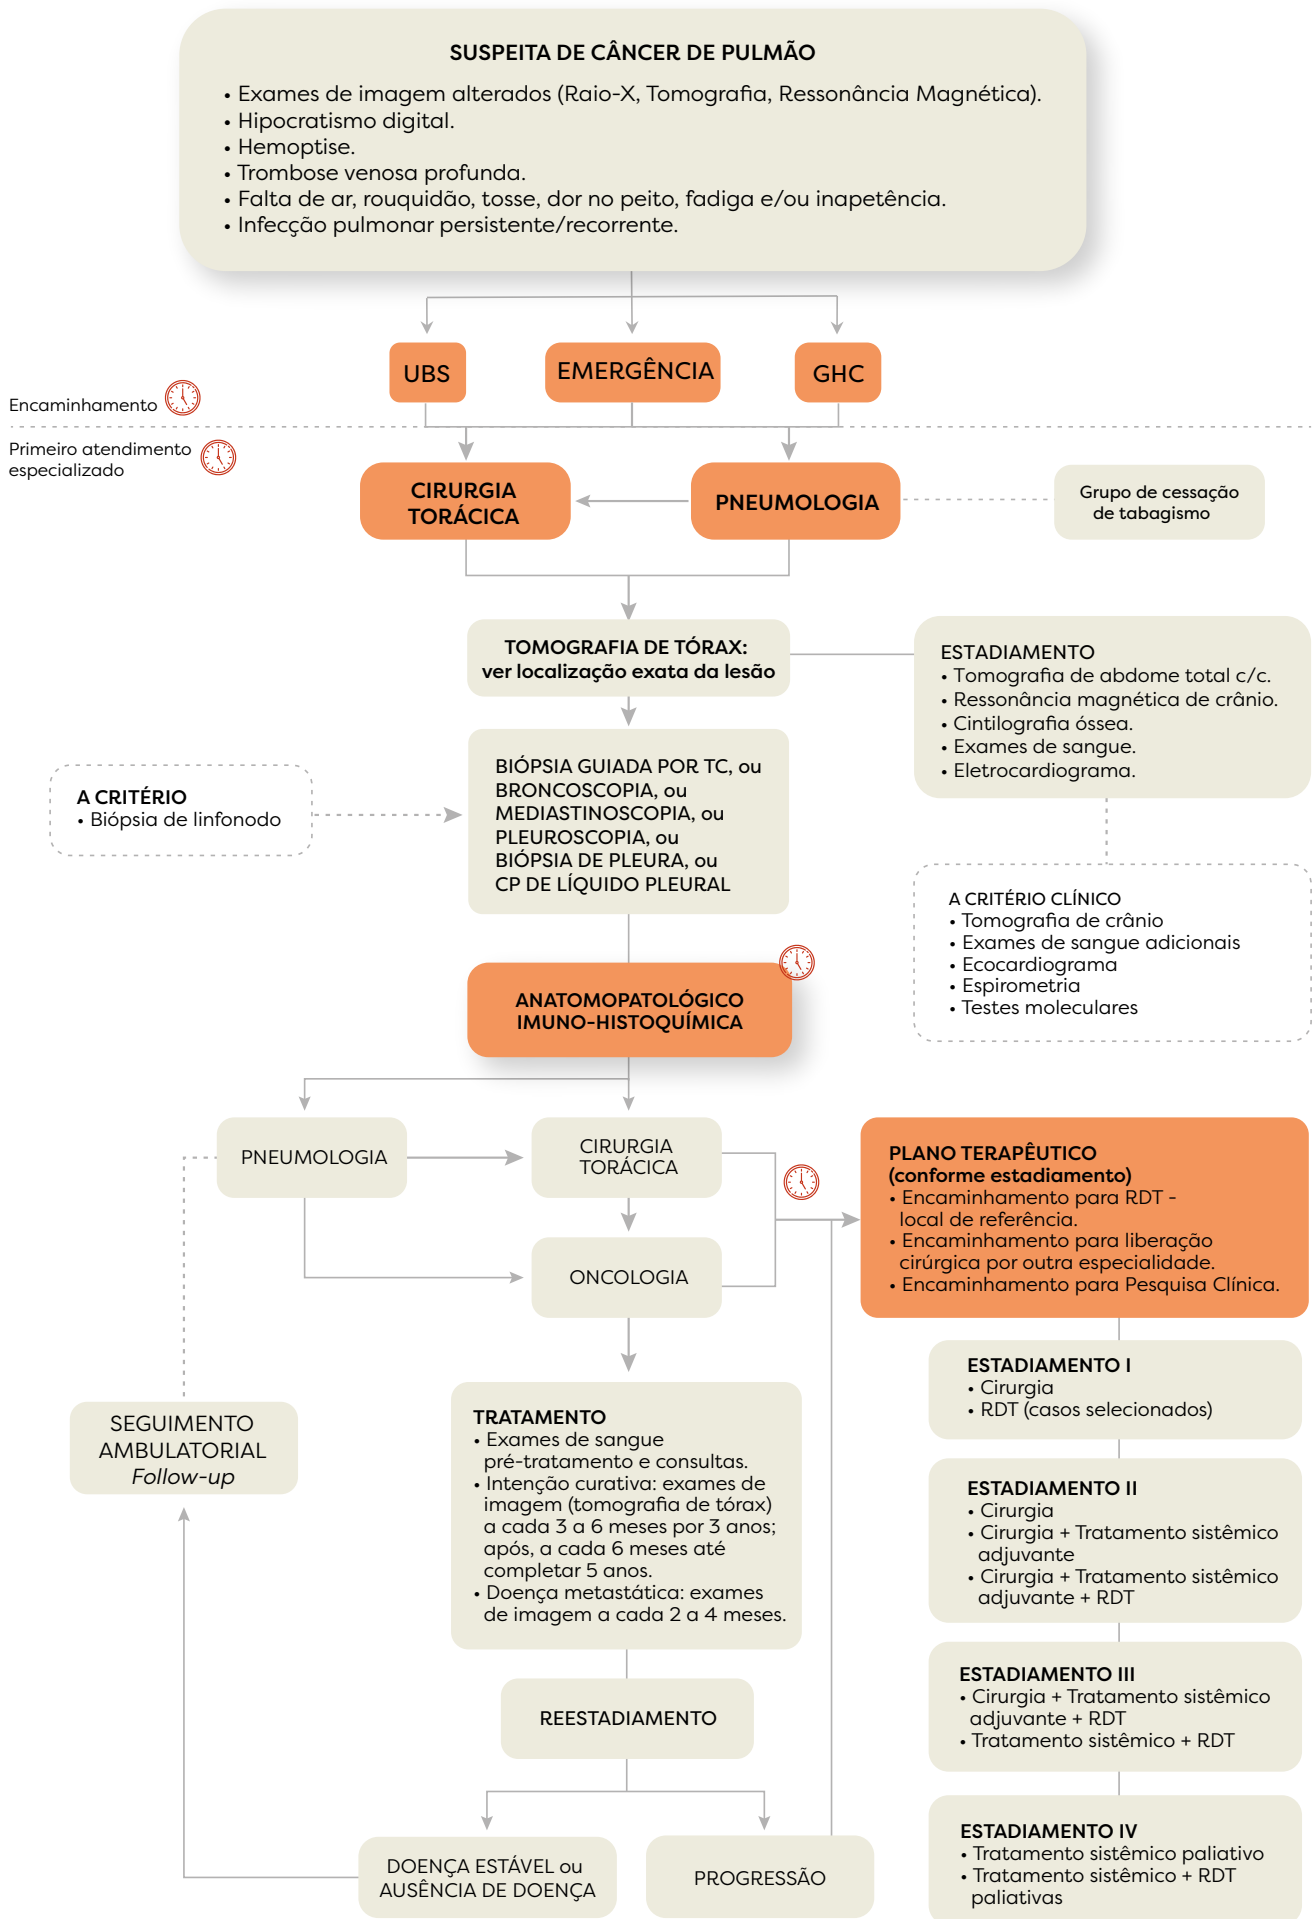 SUSPEITA DE CÂNCER DE PULMÃO
• Exames de imagem alterados (Raio-X, Tomografia, Ressonância Magnética).
• Hipocratismo digital.
• Hemoptise.
• Trombose venosa profunda.
• Falta de ar, rouquidão, tosse, dor no peito, fadiga e/ou inapetência.
• Infecção pulmonar persistente/recorrente.
UBS
EMERGÊNCIA
GHC
Encaminhamento
Primeiro atendimento
especializado
CIRURGIA
TORÁCICA
PNEUMOLOGIA
Grupo de cessação
de tabagismo
TOMOGRAFIA DE TÓRAX:
ver localização exata da lesão
ESTADIAMENTO
• Tomografia de abdome total c/c.
• Ressonância magnética de crânio.
• Cintilografia óssea.
• Exames de sangue.
• Eletrocardiograma.
A CRITÉRIO
• Biópsia de linfonodo
BIÓPSIA GUIADA POR TC, ou
BRONCOSCOPIA, ou
MEDIASTINOSCOPIA, ou
PLEUROSCOPIA, ou
BIÓPSIA DE PLEURA, ou
CP DE LÍQUIDO PLEURAL
A CRITÉRIO CLÍNICO
• Tomografia de crânio
• Exames de sangue adicionais
• Ecocardiograma
• Espirometria
• Testes moleculares
ANATOMOPATOLÓGICO
IMUNO-HISTOQUÍMICA
PNEUMOLOGIA
CIRURGIA
TORÁCICA
ONCOLOGIA
PLANO TERAPÊUTICO
(conforme estadiamento)
• Encaminhamento para RDT -
local de referência.
• Encaminhamento para liberação
cirúrgica por outra especialidade.
• Encaminhamento para Pesquisa Clínica.
ESTADIAMENTO I
• Cirurgia
• RDT (casos selecionados)
SEGUIMENTO
AMBULATORIAL
Follow-up
TRATAMENTO
• Exames de sangue
pré-tratamento e consultas.
• Intenção curativa: exames de
imagem (tomografia de tórax)
a cada 3 a 6 meses por 3 anos;
após, a cada 6 meses até
completar 5 anos.
• Doença metastática: exames
de imagem a cada 2 a 4 meses.
ESTADIAMENTO II
• Cirurgia
• Cirurgia + Tratamento sistêmico
adjuvante
• Cirurgia + Tratamento sistêmico
adjuvante + RDT
ESTADIAMENTO III
• Cirurgia + Tratamento sistêmico
adjuvante + RDT
• Tratamento sistêmico + RDT
REESTADIAMENTO
DOENÇA ESTÁVEL ou
AUSÊNCIA DE DOENÇA
PROGRESSÃO
ESTADIAMENTO IV
• Tratamento sistêmico paliativo
• Tratamento sistêmico + RDT
paliativas